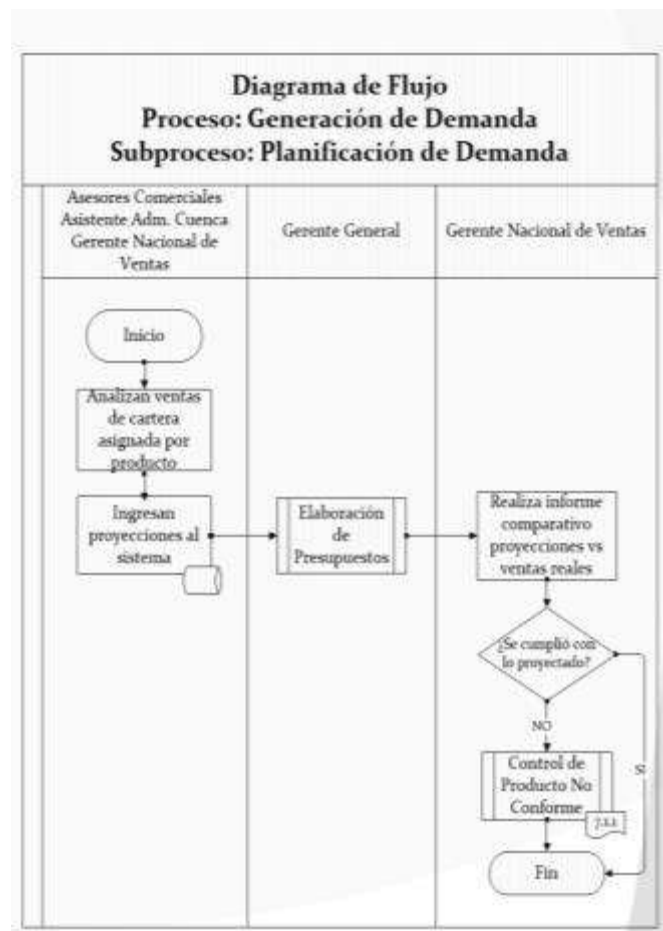 Diagrama de Flujo
Proceso: Generación de Demanda
Subproceso: Planificación de Demanda
Asesores Comerciales
Asistente Adm. Cuenca
Gerente Nacional de
Ventas
Gerente General
Gerente Nacional de Ventas
Inicio
Analizan ventas
de cartera
asignada por
producto
Ingresan
proyecciones al
sistema
Elaboración
de
Presupuestos
Realiza informe
comparativo
proyecciones vs
ventas reales
¿Se cumplió con
lo proyectado?
NO
SI
Control de
Producto No
Conforme
Fin